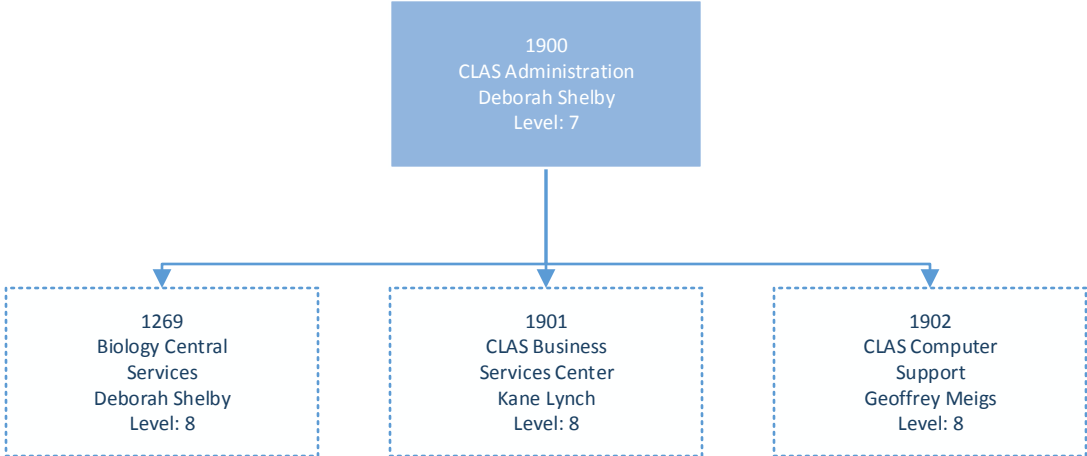 1900
CLAS Administration
Deborah Shelby
Level: 7
1269
Biology Central
Services
Deborah Shelby
Level: 8
1901
CLAS Business
Services Center
Kane Lynch
Level: 8
1902
CLAS Computer
Support
Geoffrey Meigs
Level: 8